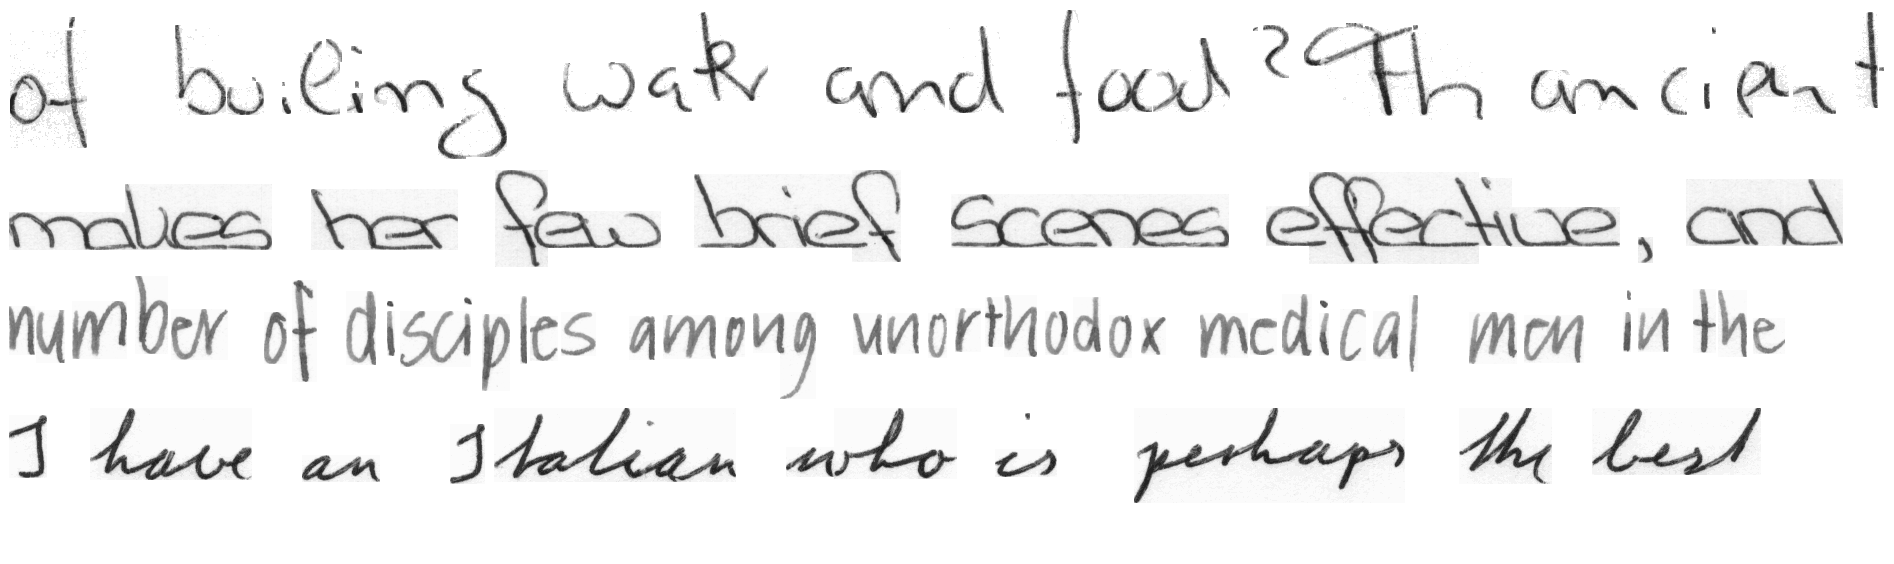 of boiling water and food? Th ancient
makes her few brief scenes effective, and
number of disciples among unorthodox medical men in the
I have an Italian who is perhaps the best